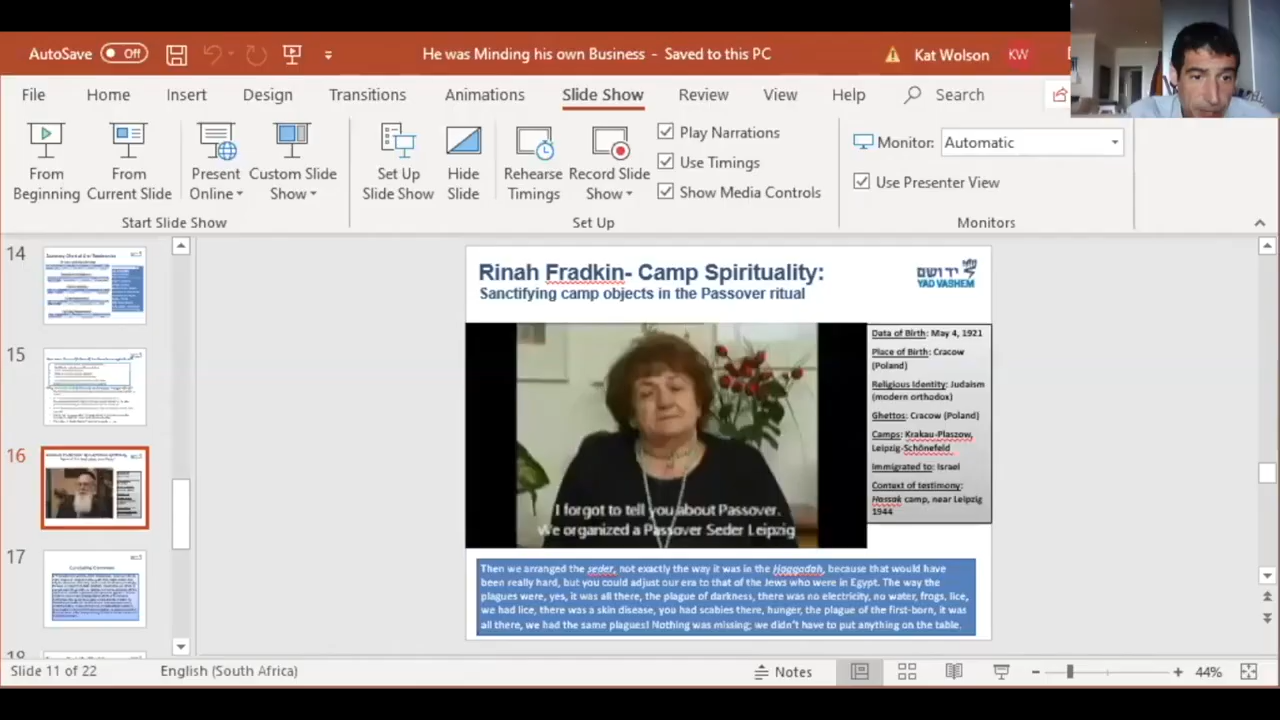 AutoSave Off He was Minding his own Business - Saved to this PC Kat Wolson KW
File Home Insert Design Transitions Animations Slide Show Review View Help Search
From Beginning
From Current Slide
Present Online
Custom Slide Show
Start Slide Show
Set Up Slide Show
Hide Slide
Rehearse Timings
Record Slide Show
Play Narrations
Use Timings
Show Media Controls
Set Up
Monitor: Automatic
Use Presenter View
Monitors
14
15
16
17
18
Rinah Fradkin- Camp Spirituality:
Sanctifying camp objects in the Passover ritual
יד ושם
YAD VASHEM
I forgot to tell you about Passover.
We organized a Passover Seder Leipzig
Data of Birth: May 4, 1921
Place of Birth: Cracow
(Poland)
Religious Identity: Judaism
(modern orthodox)
Ghettos: Cracow (Poland)
Camps: Krakau-Plaszow,
Leipzig-Schönefeld
Immigrated to: Israel
Context of testimony:
Hassak camp, near Leipzig
1944
Then we arranged the seder, not exactly the way it was in the Haggadah, because that would have
been really hard, but you could adjust our era to that of the Jews who were in Egypt. The way the
plagues were, yes, it was all there, the plague of darkness, there was no electricity, no water, frogs, lice,
we had lice, there was a skin disease, you had scabies there, hunger, the plague of the first-born, it was
all there, we had the same plagues! Nothing was missing; we didn't have to put anything on the table.
Slide 11 of 22 English (South Africa) Notes 44%